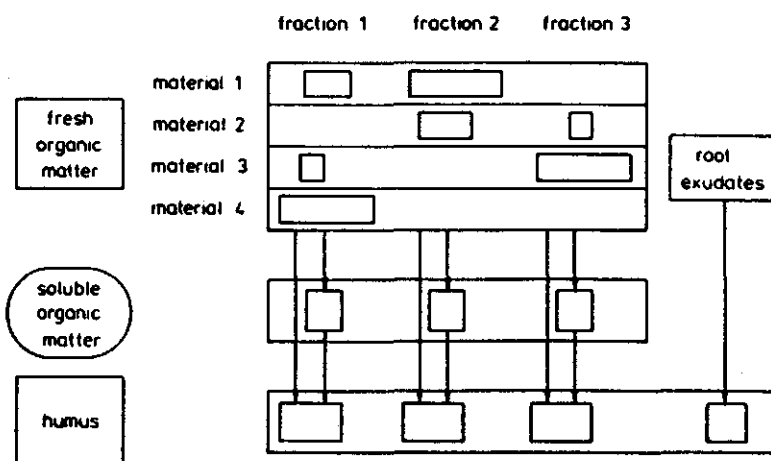 fraction 1 fraction 2 fraction 3
material 1
material 2
material 3
material 4
fresh
organic
matter
root
exudates
soluble
organic
matter
humus